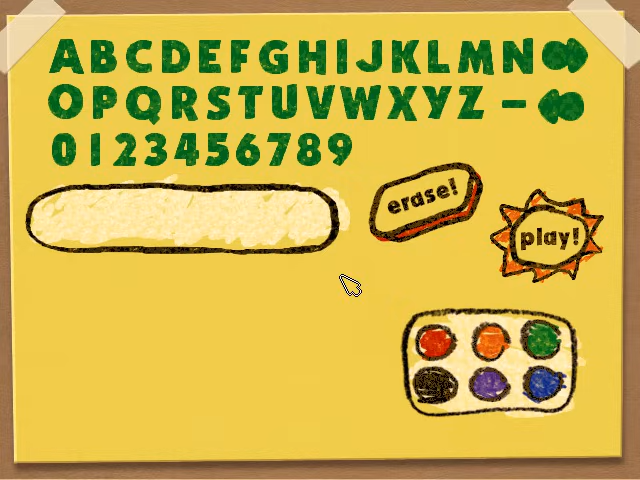 ABCDEFGHIJKLMN
OPQRSTUVWXYZ -
0123456789
erase!
play!